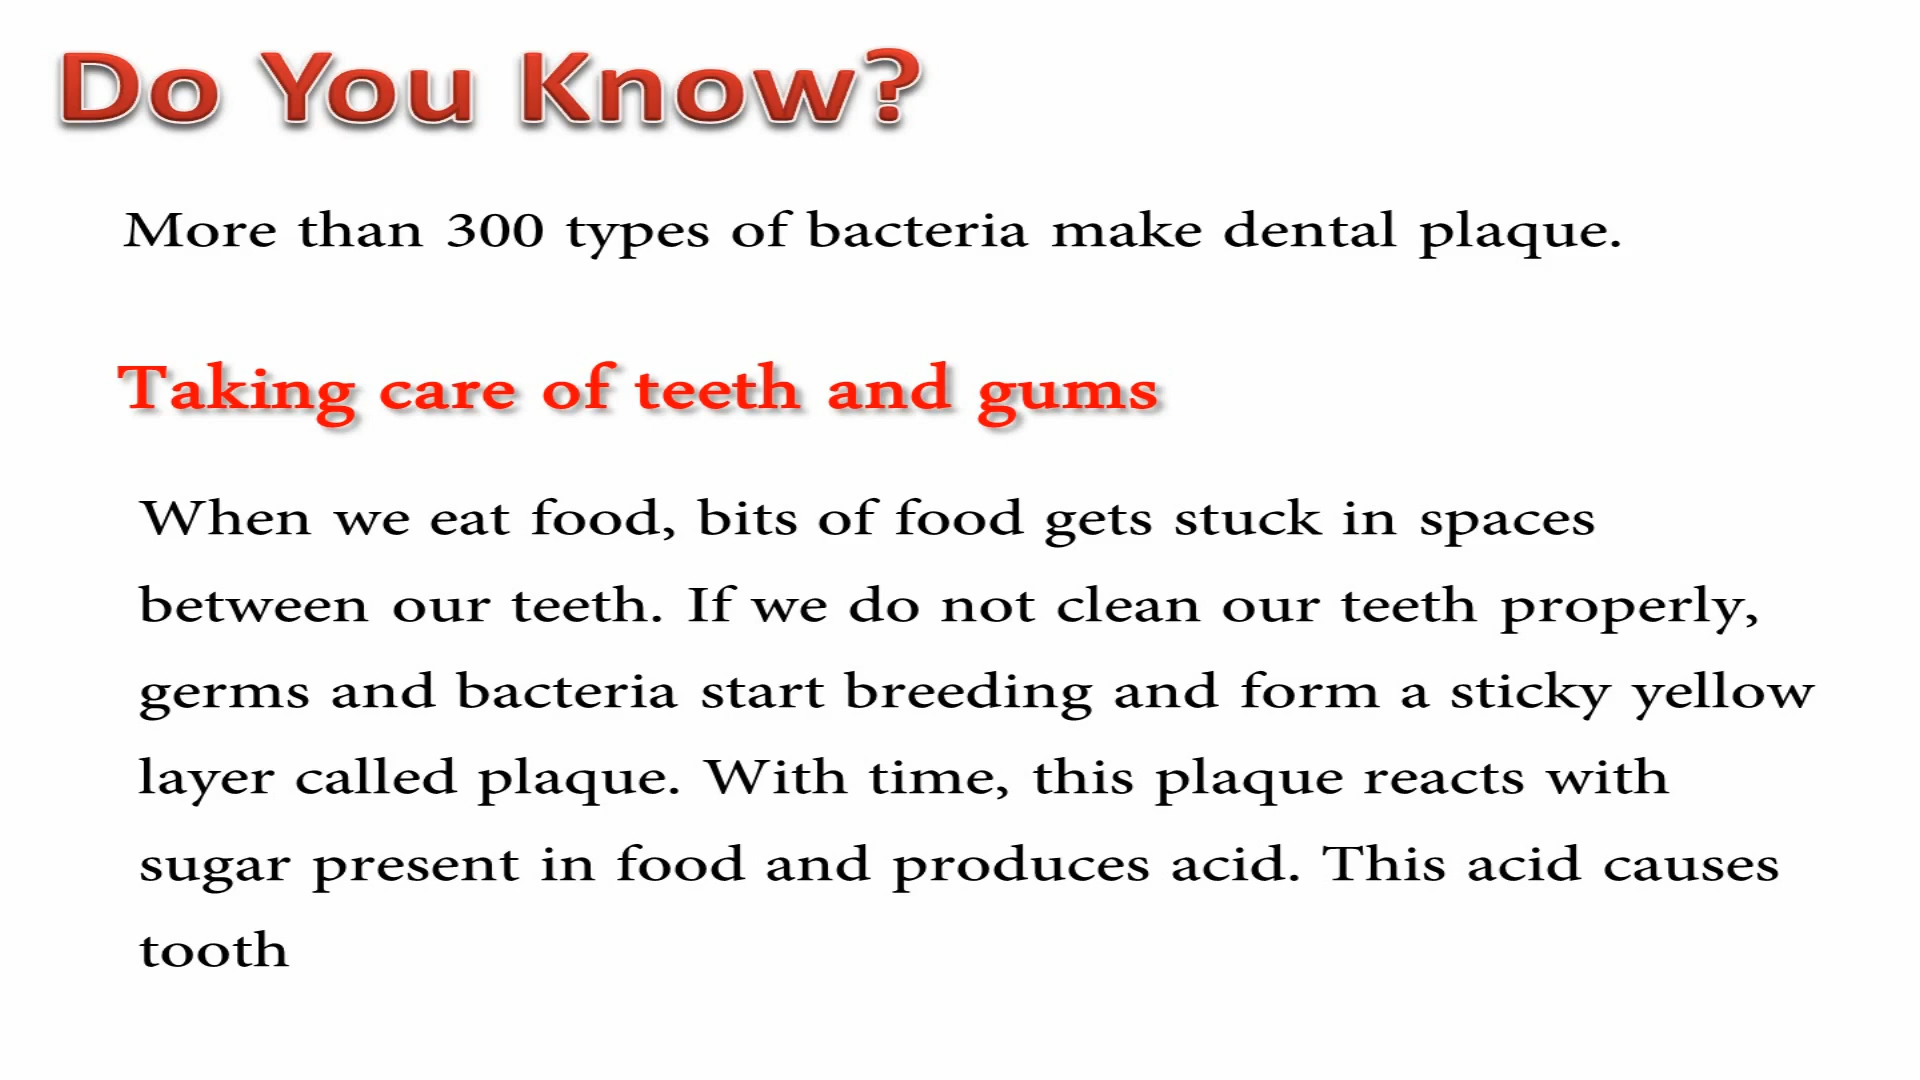 Do You Know?
More than 300 types of bacteria make dental plaque.
Taking care of teeth and gums
When we eat food, bits of food gets stuck in spaces
between our teeth. If we do not clean our teeth properly,
germs and bacteria start breeding and form a sticky yellow
layer called plaque. With time, this plaque reacts with
sugar present in food and produces acid. This acid causes
tooth